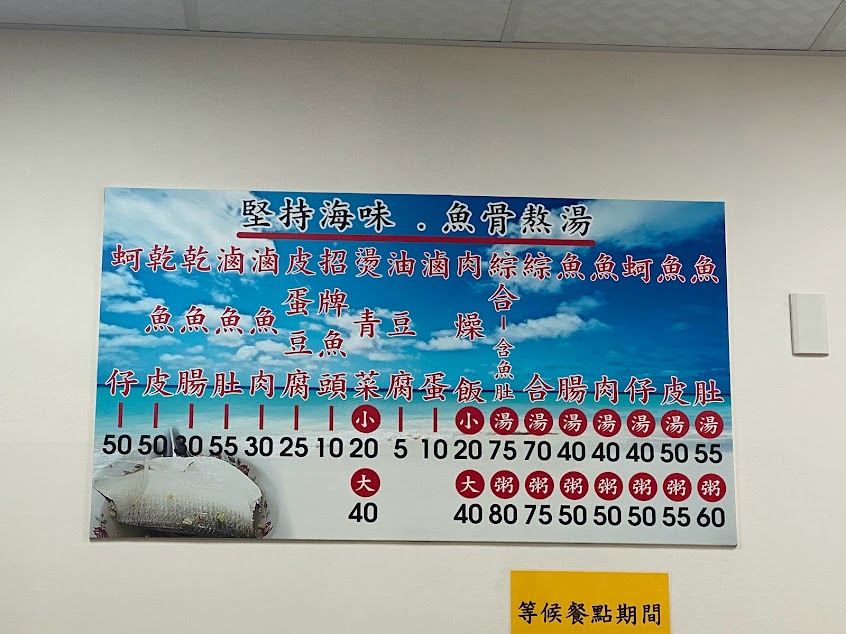 堅持海味．魚骨熬湯
魚肚 湯 55 粥 60
魚皮 湯 50 粥 55
蚵仔 湯 40 粥 50
魚肉 湯 40 粥 50
魚腸 湯 40 粥 50
綜合 湯 70 粥 75
綜合－含魚肚 湯 75 粥 80
肉燥飯 小 20 大 40
滷蛋－10
油豆腐－5
燙青菜 小 20 大 40
招牌魚頭－10
皮蛋豆腐－25
滷魚肉－30
滷魚肚－55
乾魚腸－30
乾魚皮－50
蚵仔－50
等候餐點期間